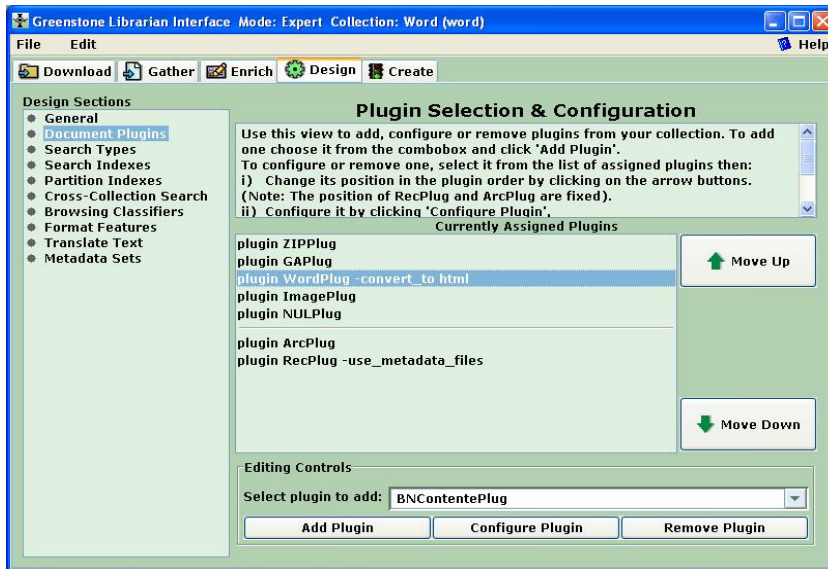 Greenstone Librarian Interface  Mode: Expert  Collection: Word (word)
File Edit Help
Download Gather Enrich Design Create
Design Sections
General
Document Plugins
Search Types
Search Indexes
Partition Indexes
Cross-Collection Search
Browsing Classifiers
Format Features
Translate Text
Metadata Sets
Plugin Selection & Configuration
Use this view to add, configure or remove plugins from your collection. To add
one choose it from the combobox and click 'Add Plugin'.
To configure or remove one, select it from the list of assigned plugins then:
i)  Change its position in the plugin order by clicking on the arrow buttons.
(Note: The position of RecPlug and ArcPlug are fixed).
ii)  Configure it by clicking 'Configure Plugin',
Currently Assigned Plugins
plugin ZIPPlug
plugin GAPlug
plugin WordPlug -convert_to html
plugin ImagePlug
plugin NULPlug
plugin ArcPlug
plugin RecPlug -use_metadata_files
Move Up
Move Down
Editing Controls
Select plugin to add: BNContentePlug
Add Plugin Configure Plugin Remove Plugin